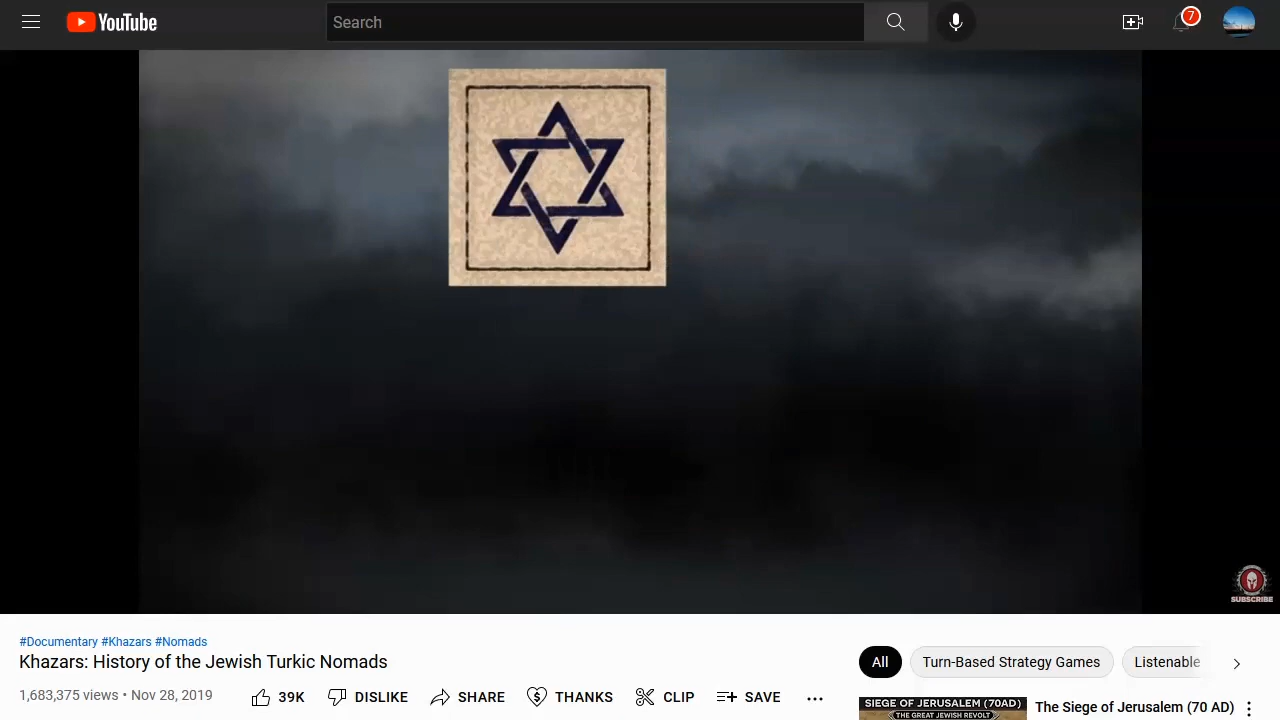 YouTube
Search
7
SUBSCRIBE
#Documentary #Khazars #Nomads
Khazars: History of the Jewish Turkic Nomads
1,683,375 views • Nov 28, 2019
39K
DISLIKE
SHARE
THANKS
CLIP
SAVE
All
Turn-Based Strategy Games
Listenable
SIEGE OF JERUSALEM (70AD)
THE GREAT JEWISH REVOLT
The Siege of Jerusalem (70 AD)